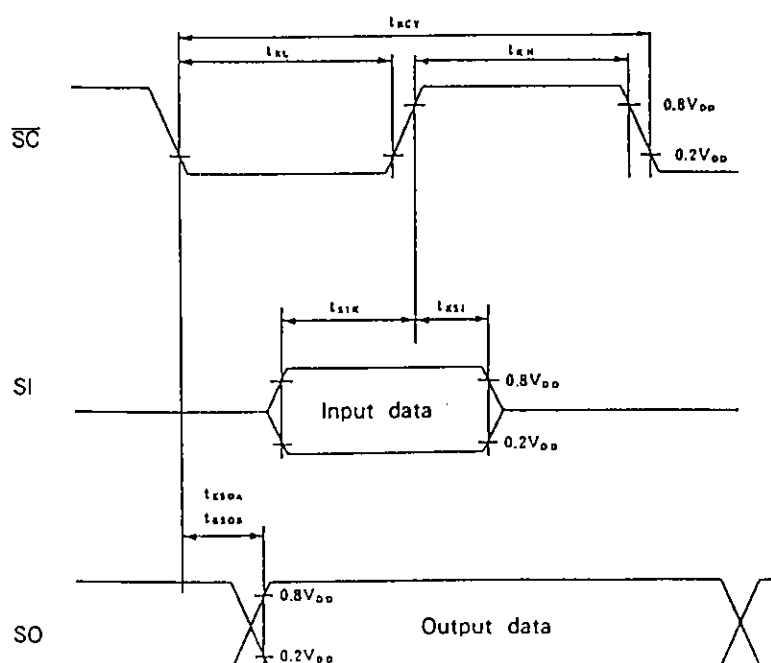 tKCY
tKL
tKH
0.8VDD
SC
0.2VDD
tSIK
tKSI
SI
0.8VDD
Input data
0.2VDD
tKSOA
tKSOB
0.8VDD
SO
Output data
0.2VDD